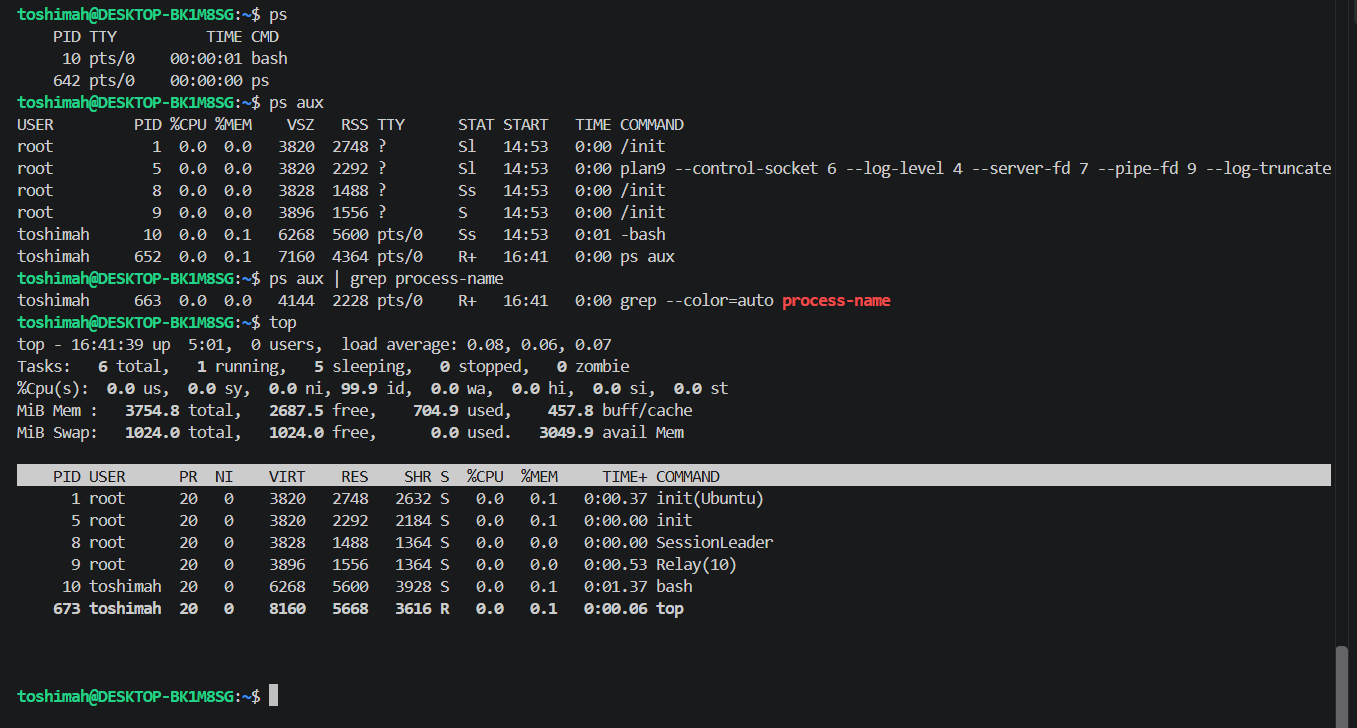 toshimah@DESKTOP-BK1M8SG:~$ ps
    PID TTY          TIME CMD
     10 pts/0    00:00:01 bash
    642 pts/0    00:00:00 ps
toshimah@DESKTOP-BK1M8SG:~$ ps aux
USER         PID %CPU %MEM    VSZ   RSS TTY      STAT START   TIME COMMAND
root           1  0.0  0.0   3820  2748 ?        Sl   14:53   0:00 /init
root           5  0.0  0.0   3820  2292 ?        Sl   14:53   0:00 plan9 --control-socket 6 --log-level 4 --server-fd 7 --pipe-fd 9 --log-truncate
root           8  0.0  0.0   3828  1488 ?        Ss   14:53   0:00 /init
root           9  0.0  0.0   3896  1556 ?        S    14:53   0:00 /init
toshimah      10  0.0  0.1   6268  5600 pts/0    Ss   14:53   0:01 -bash
toshimah     652  0.0  0.1   7160  4364 pts/0    R+   16:41   0:00 ps aux
toshimah@DESKTOP-BK1M8SG:~$ ps aux | grep process-name
toshimah     663  0.0  0.0   4144  2228 pts/0    R+   16:41   0:00 grep --color=auto process-name
toshimah@DESKTOP-BK1M8SG:~$ top
top - 16:41:39 up  5:01,  0 users,  load average: 0.08, 0.06, 0.07
Tasks:   6 total,   1 running,   5 sleeping,   0 stopped,   0 zombie
%Cpu(s):  0.0 us,  0.0 sy,  0.0 ni, 99.9 id,  0.0 wa,  0.0 hi,  0.0 si,  0.0 st
MiB Mem :   3754.8 total,   2687.5 free,    704.9 used,    457.8 buff/cache
MiB Swap:   1024.0 total,   1024.0 free,      0.0 used.   3049.9 avail Mem
    PID USER      PR  NI    VIRT    RES    SHR S  %CPU  %MEM     TIME+ COMMAND
      1 root      20   0    3820   2748   2632 S   0.0   0.1   0:00.37 init(Ubuntu)
      5 root      20   0    3820   2292   2184 S   0.0   0.1   0:00.00 init
      8 root      20   0    3828   1488   1364 S   0.0   0.0   0:00.00 SessionLeader
      9 root      20   0    3896   1556   1364 S   0.0   0.0   0:00.53 Relay(10)
     10 toshimah  20   0    6268   5600   3928 S   0.0   0.1   0:01.37 bash
    673 toshimah  20   0    8160   5668   3616 R   0.0   0.1   0:00.06 top
toshimah@DESKTOP-BK1M8SG:~$